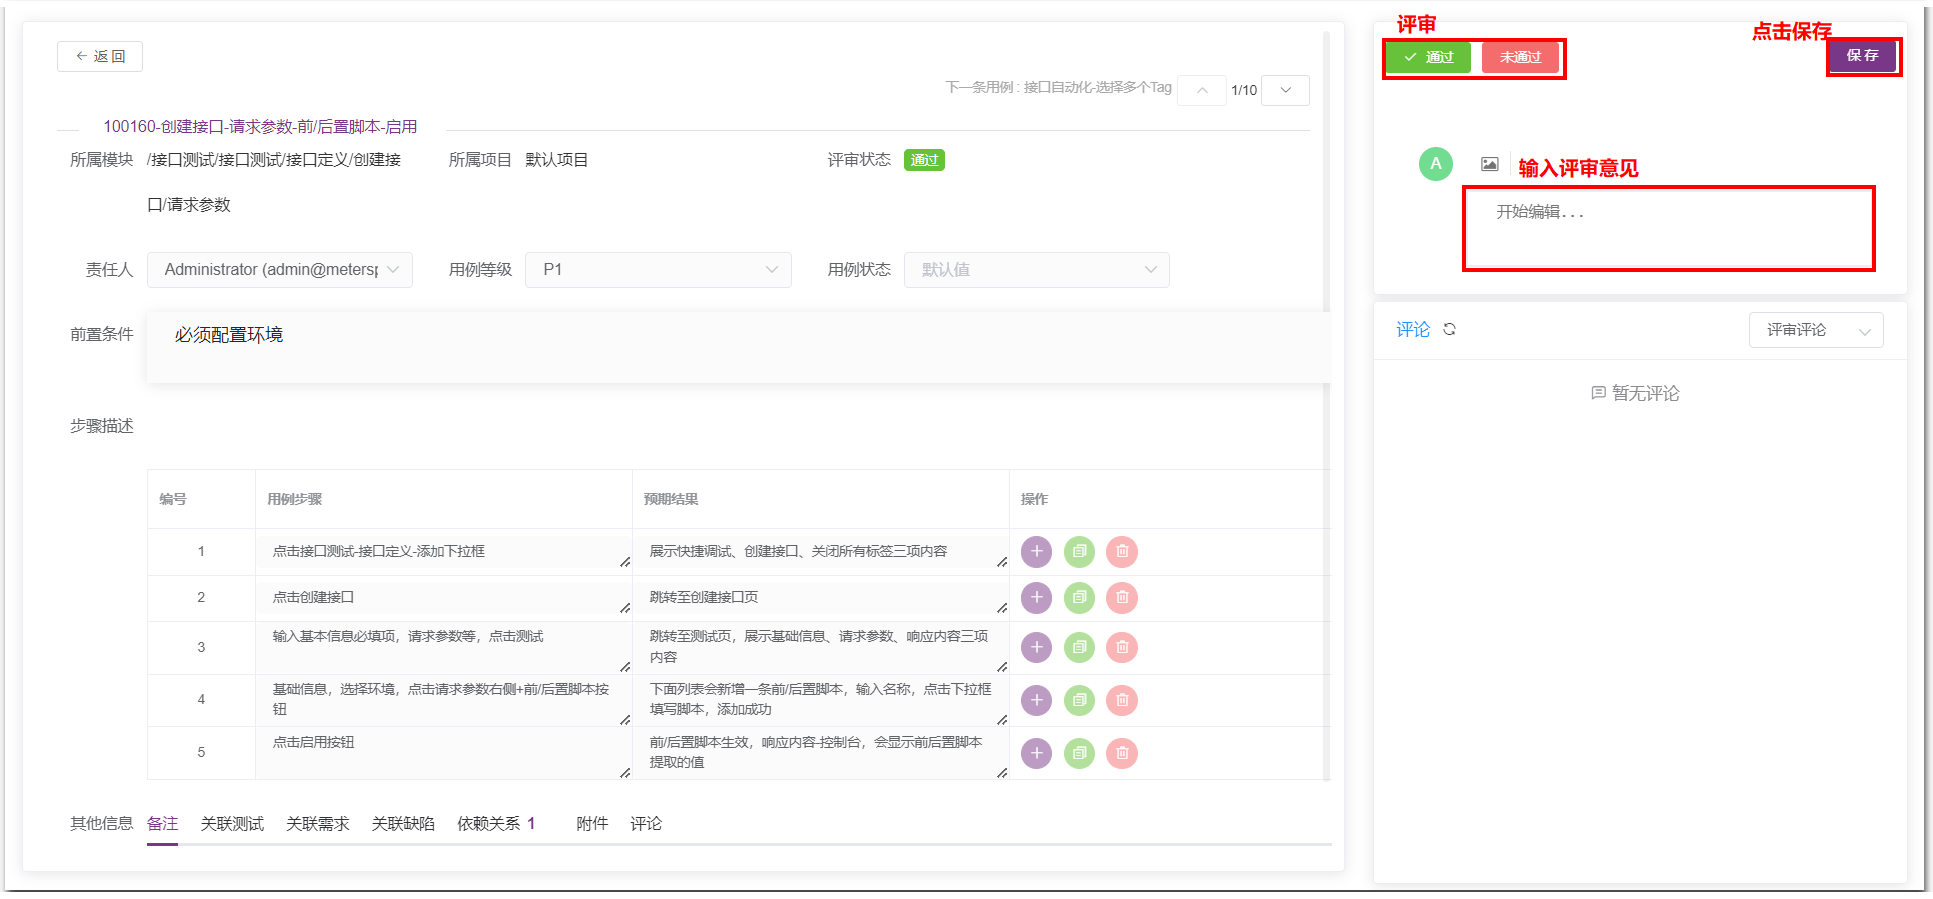 返回
下一条用例 : 接口自动化-选择多个Tag
1/10
100160-创建接口-请求参数-前/后置脚本-启用
所属模块
/接口测试/接口测试/接口定义/创建接
口/请求参数
所属项目
默认项目
评审状态
通过
责任人
Administrator (admin@metersp
用例等级
P1
用例状态
默认值
前置条件
必须配置环境
步骤描述
编号
用例步骤
预期结果
操作
1
点击接口测试-接口定义-添加下拉框
展示快捷调试、创建接口、关闭所有标签三项内容
2
点击创建接口
跳转至创建接口页
3
输入基本信息必填项，请求参数等，点击测试
跳转至测试页，展示基础信息、请求参数、响应内容三项
内容
4
基础信息，选择环境，点击请求参数右侧+前/后置脚本按
钮
下面列表会新增一条前/后置脚本，输入名称，点击下拉框
填写脚本，添加成功
5
点击启用按钮
前/后置脚本生效，响应内容-控制台，会显示前后置脚本
提取的值
其他信息
备注
关联测试
关联需求
关联缺陷
依赖关系 1
附件
评论
评审
通过
未通过
点击保存
保存
A
输入评审意见
开始编辑...
评论
评审评论
暂无评论